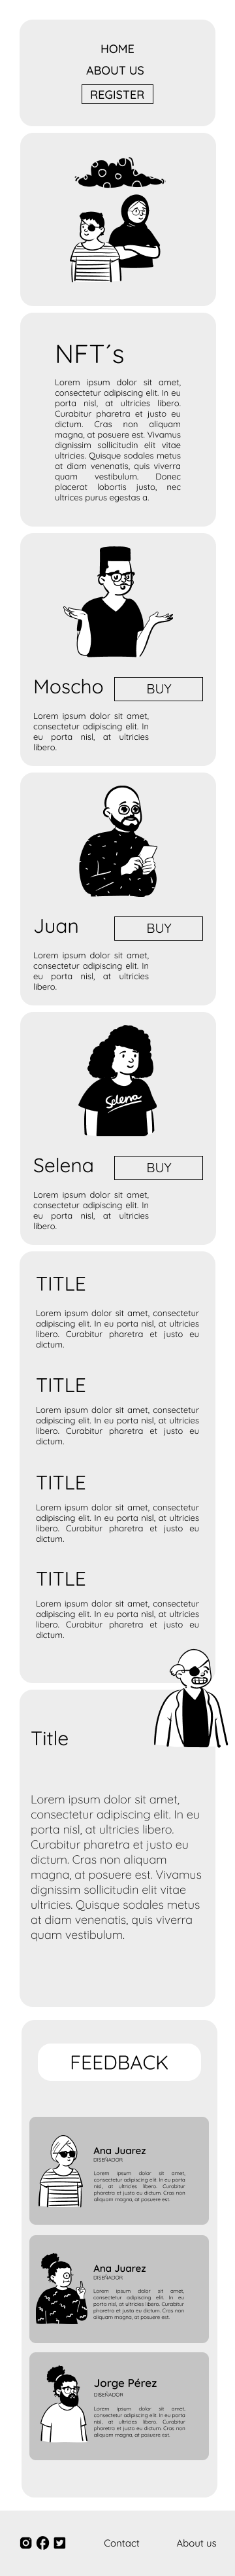 HOME
ABOUT US
REGISTER
NFT´s
Lorem ipsum dolor sit amet,
consectetur adipiscing elit. In eu
porta nisl, at ultricies libero.
Curabitur pharetra et justo eu
dictum. Cras non aliquam
magna, at posuere est. Vivamus
dignissim sollicitudin elit vitae
ultricies. Quisque sodales metus
at diam venenatis, quis viverra
quam vestibulum. Donec
placerat lobortis justo, nec
ultrices purus egestas a.
Moscho
BUY
Lorem ipsum dolor sit amet,
consectetur adipiscing elit. In
eu porta nisl, at ultricies
libero.
Juan
BUY
Lorem ipsum dolor sit amet,
consectetur adipiscing elit. In
eu porta nisl, at ultricies
libero.
Selena
Selena
BUY
Lorem ipsum dolor sit amet,
consectetur adipiscing elit. In
eu porta nisl, at ultricies
libero.
TITLE
Lorem ipsum dolor sit amet, consectetur
adipiscing elit. In eu porta nisl, at ultricies
libero. Curabitur pharetra et justo eu
dictum.
TITLE
Lorem ipsum dolor sit amet, consectetur
adipiscing elit. In eu porta nisl, at ultricies
libero. Curabitur pharetra et justo eu
dictum.
TITLE
Lorem ipsum dolor sit amet, consectetur
adipiscing elit. In eu porta nisl, at ultricies
libero. Curabitur pharetra et justo eu
dictum.
TITLE
Lorem ipsum dolor sit amet, consectetur
adipiscing elit. In eu porta nisl, at ultricies
libero. Curabitur pharetra et justo eu
dictum.
Title
Lorem ipsum dolor sit amet,
consectetur adipiscing elit. In eu
porta nisl, at ultricies libero.
Curabitur pharetra et justo eu
dictum. Cras non aliquam
magna, at posuere est. Vivamus
dignissim sollicitudin elit vitae
ultricies. Quisque sodales metus
at diam venenatis, quis viverra
quam vestibulum.
FEEDBACK
Ana Juarez
DISEÑADOR
Lorem ipsum dolor sit amet,
consectetur adipiscing elit. In eu porta
nisl, at ultricies libero. Curabitur
pharetra et justo eu dictum. Cras non
aliquam magna, at posuere est.
Ana Juarez
DISEÑADOR
Lorem ipsum dolor sit amet,
consectetur adipiscing elit. In eu
porta nisl, at ultricies libero. Curabitur
pharetra et justo eu dictum. Cras non
aliquam magna, at posuere est.
Jorge Pérez
DISEÑADOR
Lorem ipsum dolor sit amet,
consectetur adipiscing elit. In eu porta
nisl, at ultrices libero. Curabitur
pharetra et justo eu dictum. Cras non
aliquam magna, at posuere est.
Contact
About us